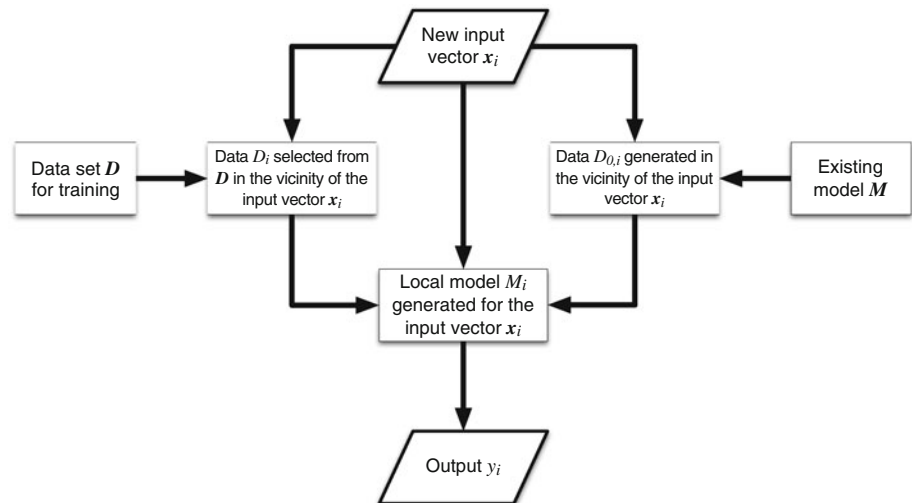 New input
vector xi
Data set D
for training
Data Di selected from
D in the vicinity of the
input vector xi
Data D0,i generated in
the vicinity of the input
vector xi
Existing
model M
Local model Mi
generated for the
input vector xi
Output yi